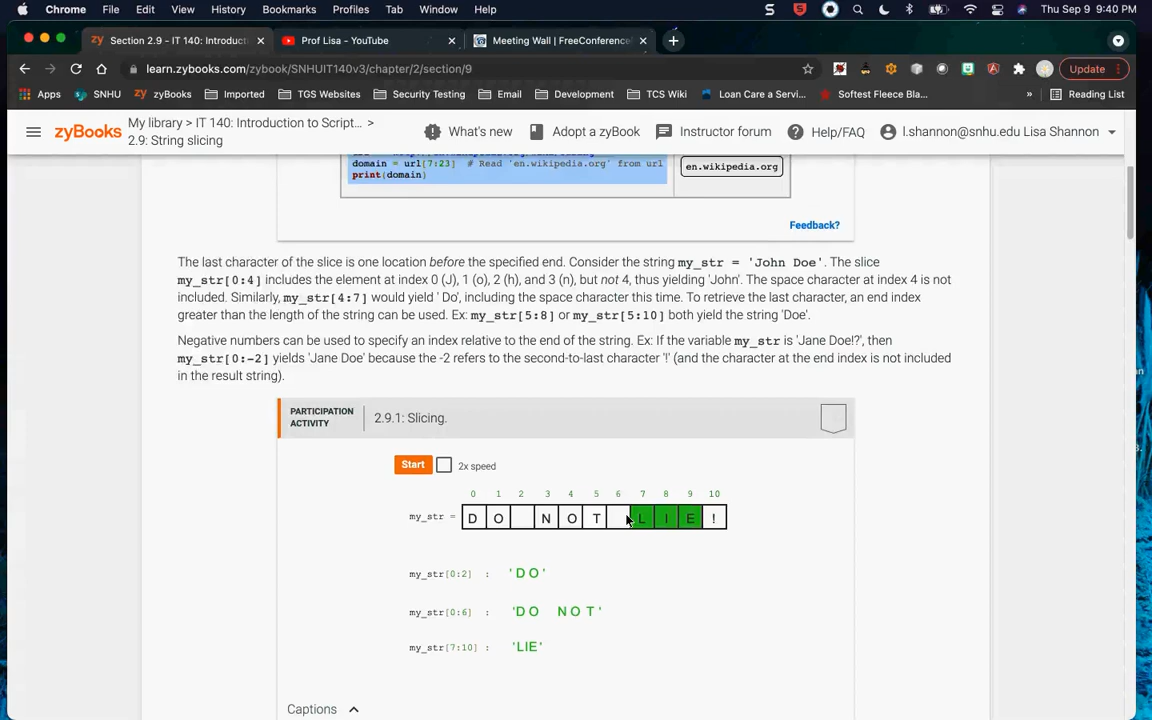 Chrome File Edit View History Bookmarks Profiles Tab Window Help Thu Sep 9 9:40 PM
zy Section 2.9 - IT 140: Introducti Prof Lisa - YouTube Meeting Wall | FreeConference
learn.zybooks.com/zybook/SNHUIT140v3/chapter/2/section/9 Update
Apps SNHU zy zyBooks Imported TGS Websites Security Testing Email Development TCS Wiki Loan Care a Servi... Softest Fleece Bla... » Reading List
zyBooks My library > IT 140: Introduction to Script... > What's new Adopt a zyBook Instructor forum Help/FAQ l.shannon@snhu.edu Lisa Shannon
2.9: String slicing
domain = url[7:23] # Read 'en.wikipedia.org' from url
print(domain)
en.wikipedia.org
Feedback?
The last character of the slice is one location before the specified end. Consider the string my_str = 'John Doe'. The slice
my_str[0:4] includes the element at index 0 (J), 1 (o), 2 (h), and 3 (n), but not 4, thus yielding 'John'. The space character at index 4 is not
included. Similarly, my_str[4:7] would yield ' Do', including the space character this time. To retrieve the last character, an end index
greater than the length of the string can be used. Ex: my_str[5:8] or my_str[5:10] both yield the string 'Doe'.
Negative numbers can be used to specify an index relative to the end of the string. Ex: If the variable my_str is 'Jane Doe!?', then
my_str[0:-2] yields 'Jane Doe' because the -2 refers to the second-to-last character '!' (and the character at the end index is not included
in the result string).
PARTICIPATION
ACTIVITY
2.9.1: Slicing.
Start 2x speed
0 1 2 3 4 5 6 7 8 9 10
my_str = D O N O T L I E !
my_str[0:2] : 'DO'
my_str[0:6] : 'DO NOT'
my_str[7:10] : 'LIE'
Captions